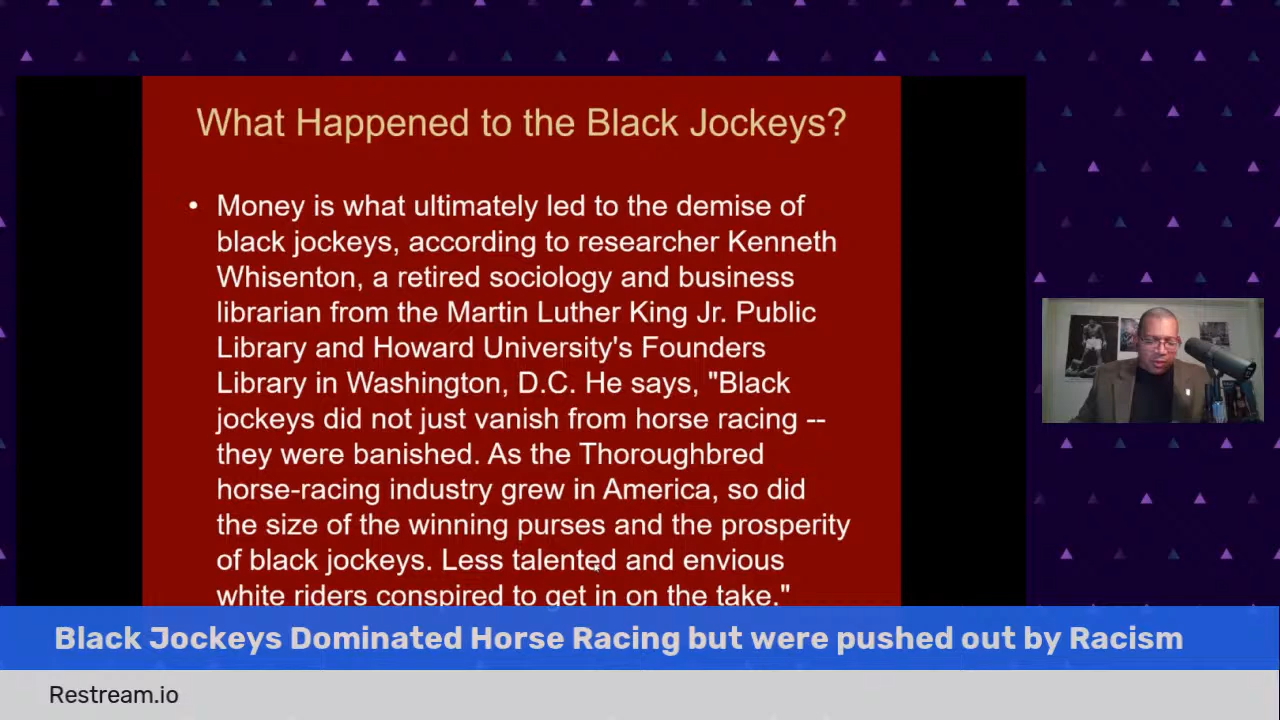 What Happened to the Black Jockeys?
• Money is what ultimately led to the demise of
black jockeys, according to researcher Kenneth
Whisenton, a retired sociology and business
librarian from the Martin Luther King Jr. Public
Library and Howard University's Founders
Library in Washington, D.C. He says, "Black
jockeys did not just vanish from horse racing --
they were banished. As the Thoroughbred
horse-racing industry grew in America, so did
the size of the winning purses and the prosperity
of black jockeys. Less talented and envious
white riders conspired to get in on the take."
Black Jockeys Dominated Horse Racing but were pushed out by Racism
Restream.io